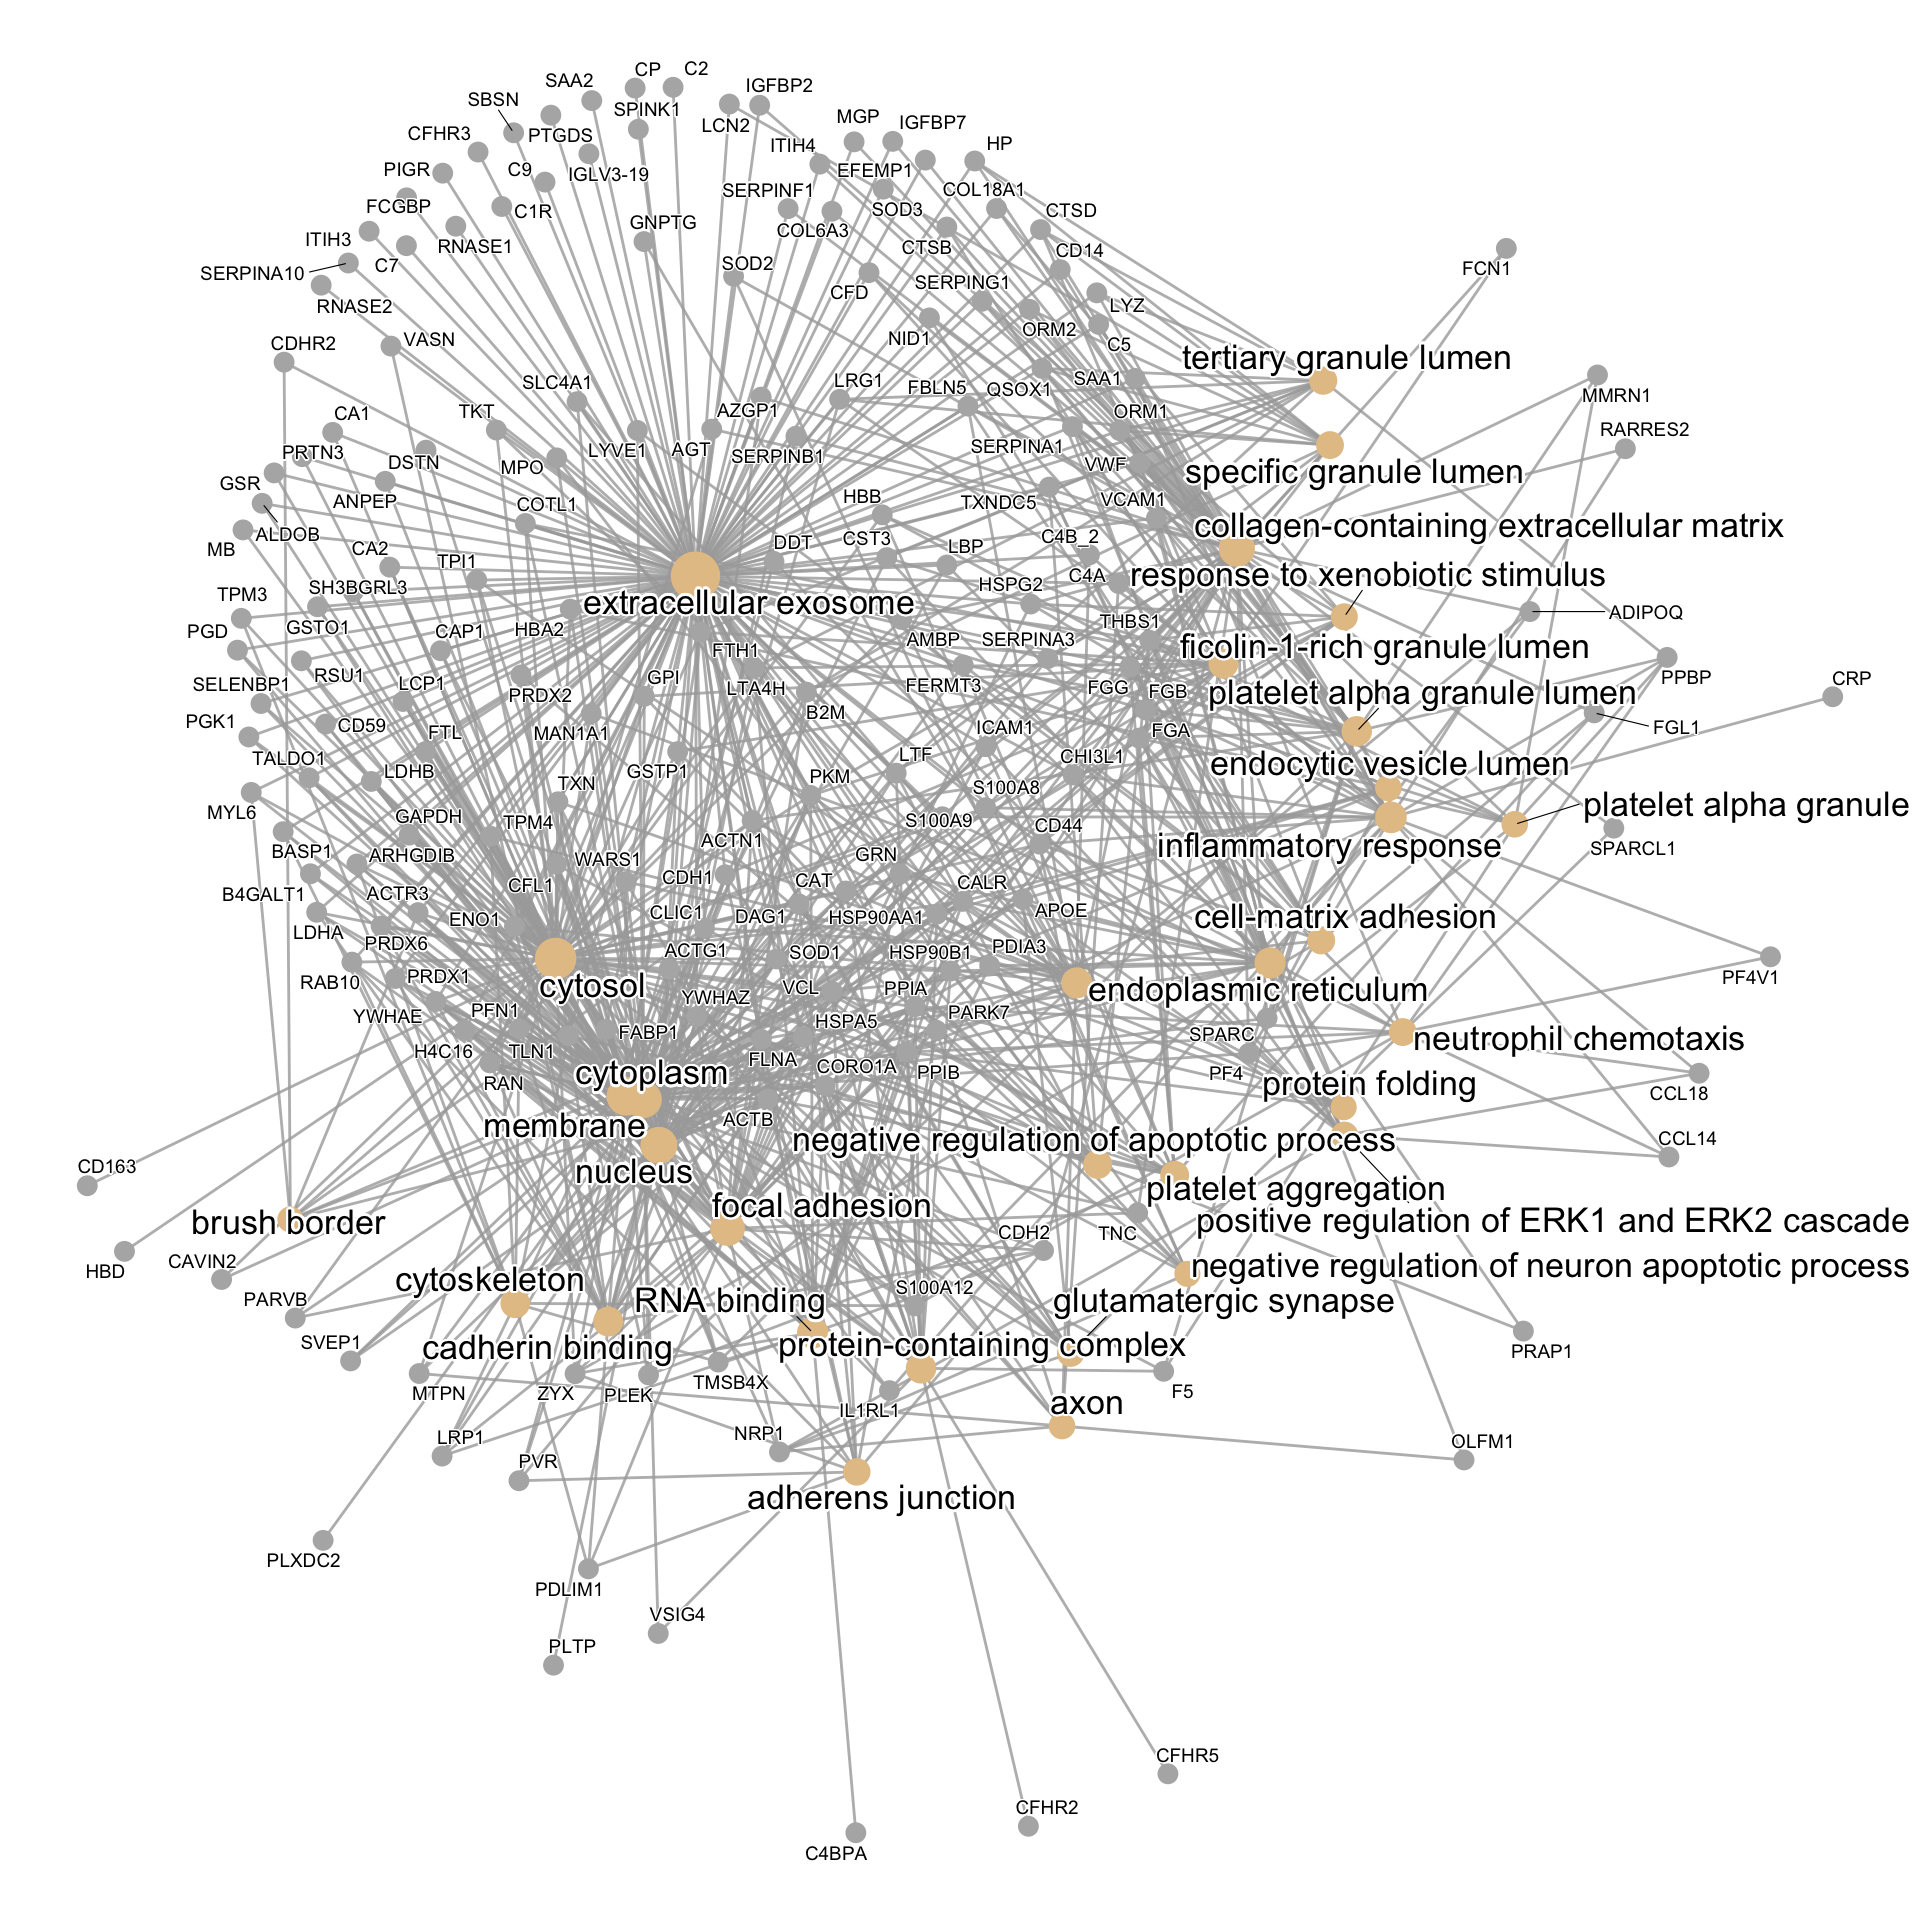 CP
C2
SAA2
IGFBP2
SBSN
SPINK1
LCN2
MGP
IGFBP7
CFHR3
PTGDS
HP
ITIH4
PIGR
C9
IGLV3-19
EFEMP1
COL18A1
SERPINF1
FCGBP
C1R
SOD3
CTSD
GNPTG
COL6A3
ITIH3
RNASE1
CTSB
CD14
SERPINA10
C7
SOD2
FCN1
CFD
SERPING1
RNASE2
LYZ
ORM2
CDHR2
VASN
NID1
C5
tertiary granule lumen
SLC4A1
LRG1
FBLN5
QSOX1
SAA1
MMRN1
CA1
TKT
AZGP1
ORM1
RARRES2
PRTN3
DSTN
MPO
LYVE1
AGT
SERPINB1
SERPINA1
VWF
specific granule lumen
GSR
ANPEP
COTL1
HBB
TXNDC5
VCAM1
collagen-containing extracellular matrix
MB
ALDOB
CA2
TPI1
DDT
CST3
LBP
C4B_2
C4A
response to xenobiotic stimulus
TPM3
SH3BGRL3
HSPG2
extracellular exosome
ADIPOQ
PGD
GSTO1
CAP1
HBA2
AMBP
SERPINA3
THBS1
FTH1
ficolin-1-rich granule lumen
SELENBP1
RSU1
LCP1
PRDX2
GPI
LTA4H
FERMT3
FGG
FGB
platelet alpha granule lumen
PPBP
CRP
PGK1
CD59
FTL
MAN1A1
B2M
ICAM1
FGA
FGL1
TALDO1
LDHB
TXN
GSTP1
PKM
LTF
CHI3L1
endocytic vesicle lumen
MYL6
GAPDH
TPM4
S100A8
S100A9
CD44
platelet alpha granule
BASP1
ARHGDIB
WARS1
ACTN1
GRN
inflammatory response
SPARCL1
B4GALT1
ACTR3
CFL1
CDH1
CAT
CALR
LDHA
ENO1
CLIC1
DAG1
HSP90AA1
APOE
cell-matrix adhesion
PRDX6
ACTG1
SOD1
HSP90B1
PDIA3
RAB10
PRDX1
cytosol
VCL
PPIA
endoplasmic reticulum
PF4V1
YWHAE
PFN1
YWHAZ
FABP1
HSPA5
PARK7
SPARC
neutrophil chemotaxis
H4C16
TLN1
FLNA
CORO1A
PPIB
PF4
RAN
cytoplasm
protein folding
CCL18
membrane
ACTB
negative regulation of apoptotic process
CCL14
CD163
nucleus
platelet aggregation
brush border
focal adhesion
positive regulation of ERK1 and ERK2 cascade
CDH2
TNC
HBD
CAVIN2
negative regulation of neuron apoptotic process
cytoskeleton
S100A12
PARVB
RNA binding
glutamatergic synapse
SVEP1
cadherin binding
protein-containing complex
PRAP1
MTPN
ZYX
PLEK
TMSB4X
F5
IL1RL1
axon
LRP1
NRP1
OLFM1
PVR
adherens junction
PLXDC2
PDLIM1
VSIG4
PLTP
CFHR5
CFHR2
C4BPA